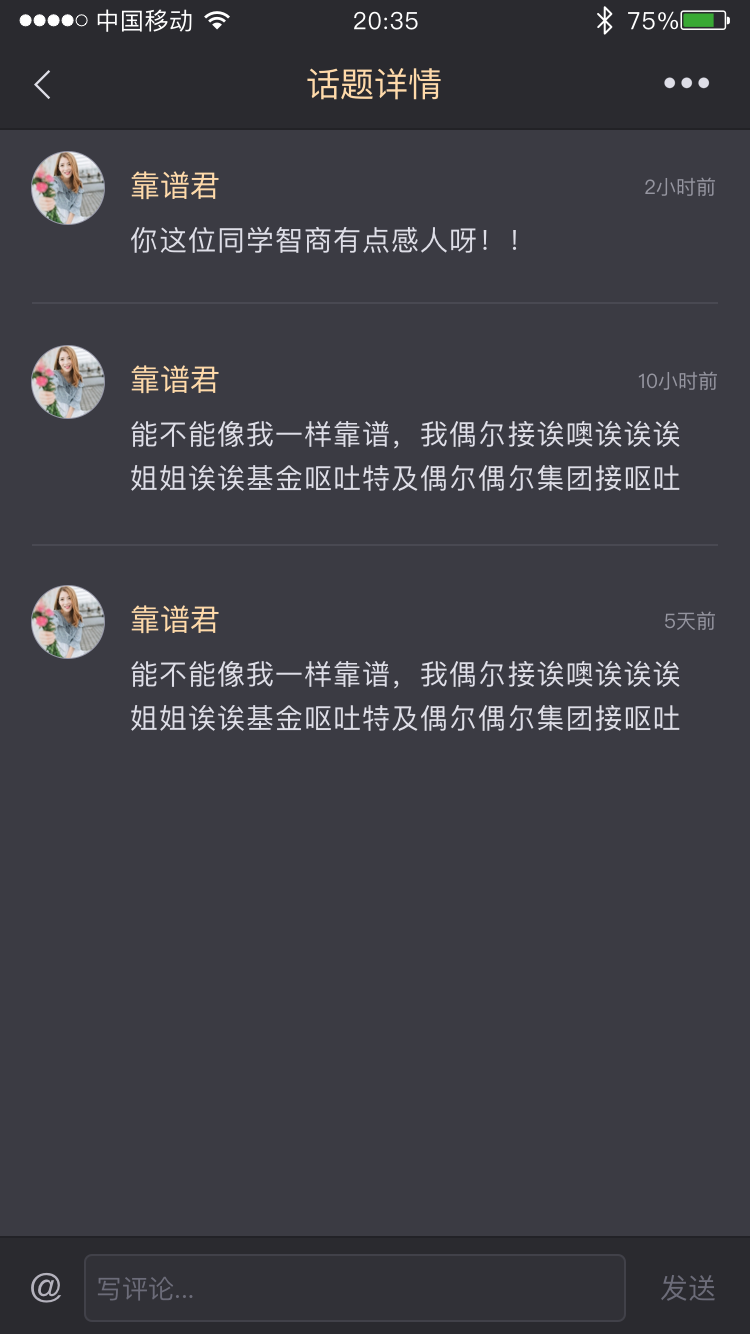 中国移动 20:35 75%
话题详情
靠谱君 2小时前
你这位同学智商有点感人呀！！
靠谱君 10小时前
能不能像我一样靠谱，我偶尔接诶噢诶诶诶
姐姐诶诶基金呕吐特及偶尔偶尔集团接呕吐
靠谱君 5天前
能不能像我一样靠谱，我偶尔接诶噢诶诶诶
姐姐诶诶基金呕吐特及偶尔偶尔集团接呕吐
@ 写评论... 发送